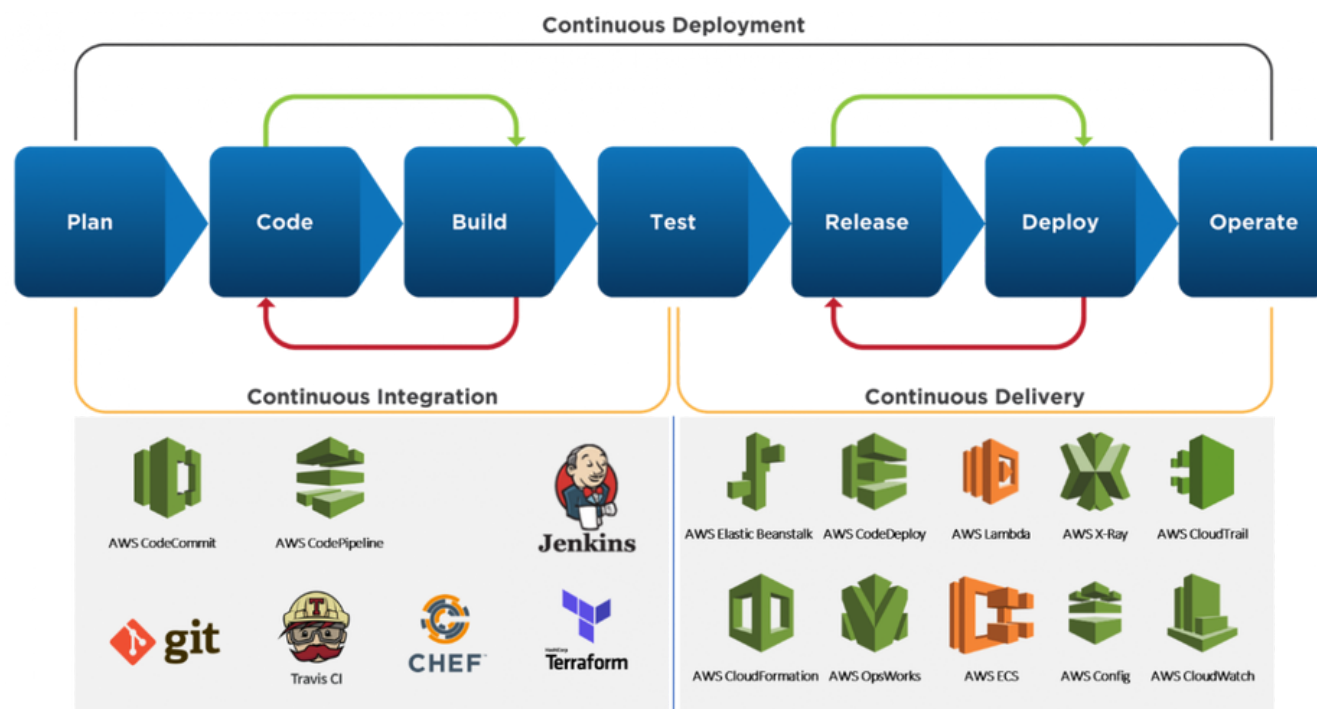 Continuous Deployment
Plan
Code
Build
Test
Release
Deploy
Operate
Continuous Integration
Continuous Delivery
AWS CodeCommit
AWS CodePipeline
Jenkins
AWS Elastic Beanstalk
AWS CodeDeploy
AWS Lambda
AWS X-Ray
AWS CloudTrail
git
T
Travis CI
CHEF™
HashiCorp
Terraform
AWS CloudFormation
AWS OpsWorks
AWS ECS
AWS Config
AWS CloudWatch